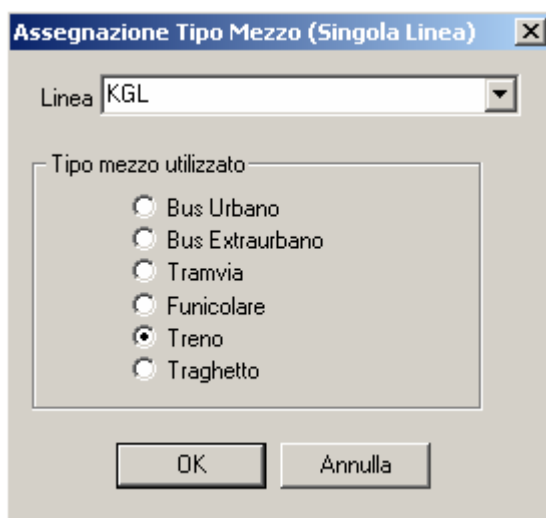 Assegnazione Tipo Mezzo (Singola Linea)
Linea KGL
Tipo mezzo utilizzato
Bus Urbano
Bus Extraurbano
Tramvia
Funicolare
Treno
Traghetto
OK Annulla